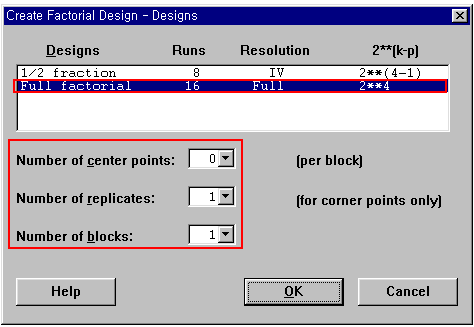 Create Factorial Design - Designs
Designs Runs Resolution 2**(k-p)
1/2 fraction 8 IV 2**(4-1)
Full factorial 16 Full 2**4
Number of center points: 0 (per block)
Number of replicates: 1 (for corner points only)
Number of blocks: 1
Help OK Cancel